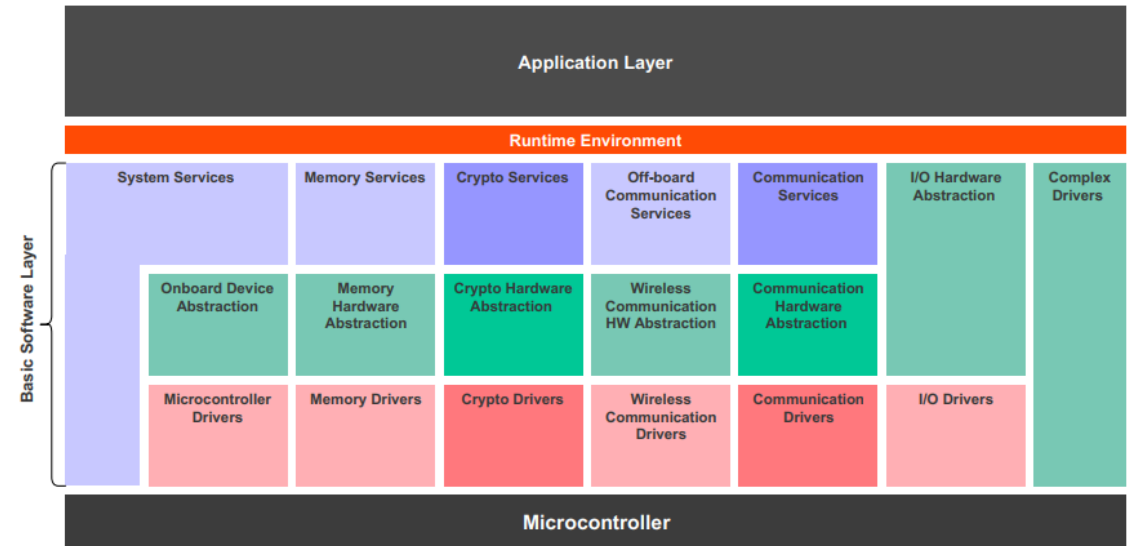 Application Layer
Runtime Environment
Basic Software Layer
System Services
Memory Services
Crypto Services
Off-board
Communication
Services
Communication
Services
I/O Hardware
Abstraction
Complex
Drivers
Onboard Device
Abstraction
Memory
Hardware
Abstraction
Crypto Hardware
Abstraction
Wireless
Communication
HW Abstraction
Communication
Hardware
Abstraction
Microcontroller
Drivers
Memory Drivers
Crypto Drivers
Wireless
Communication
Drivers
Communication
Drivers
I/O Drivers
Microcontroller